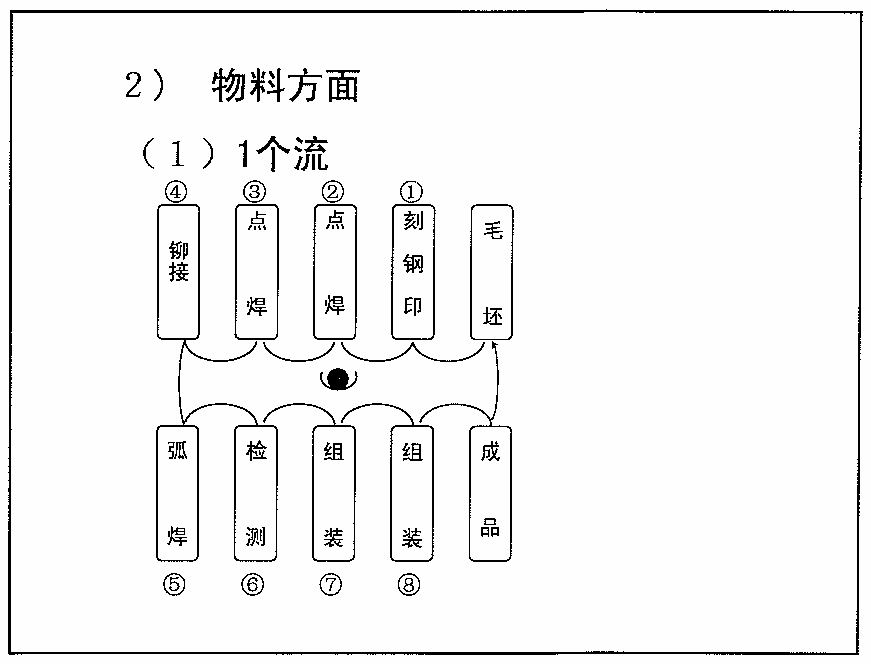 2） 物料方面
（1）1个流
④ ③ ② ①
铆接 点焊 点焊 刻钢印 毛坯
弧焊 检测 组装 组装 成品
⑤ ⑥ ⑦ ⑧